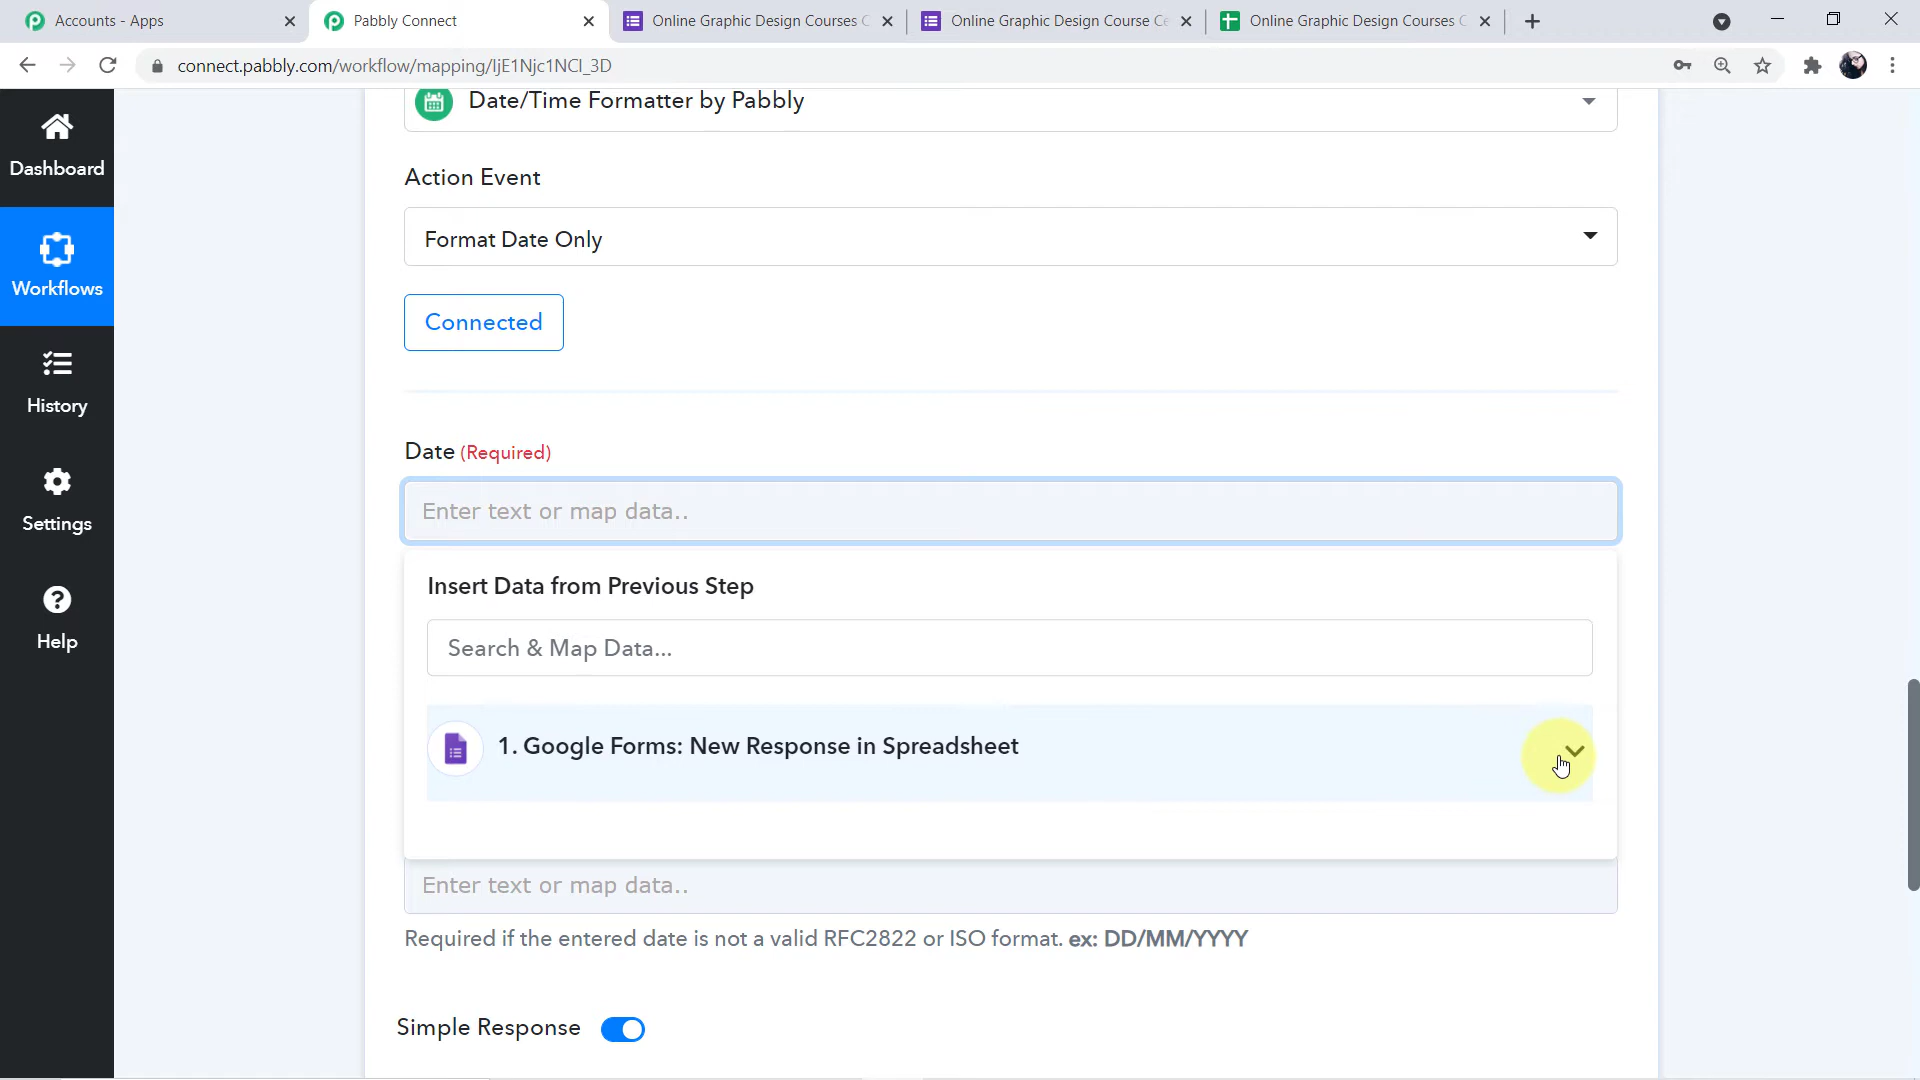 Accounts - Apps
Pabbly Connect
Online Graphic Design Courses C
Online Graphic Design Course Ce
Online Graphic Design Courses C
connect.pabbly.com/workflow/mapping/IjE1Njc1NCI_3D
Dashboard
Workflows
History
Settings
Help
Date/Time Formatter by Pabbly
Action Event
Format Date Only
Connected
Date (Required)
Enter text or map data..
Insert Data from Previous Step
Search & Map Data...
1. Google Forms: New Response in Spreadsheet
Enter text or map data..
Required if the entered date is not a valid RFC2822 or ISO format. ex: DD/MM/YYYY
Simple Response